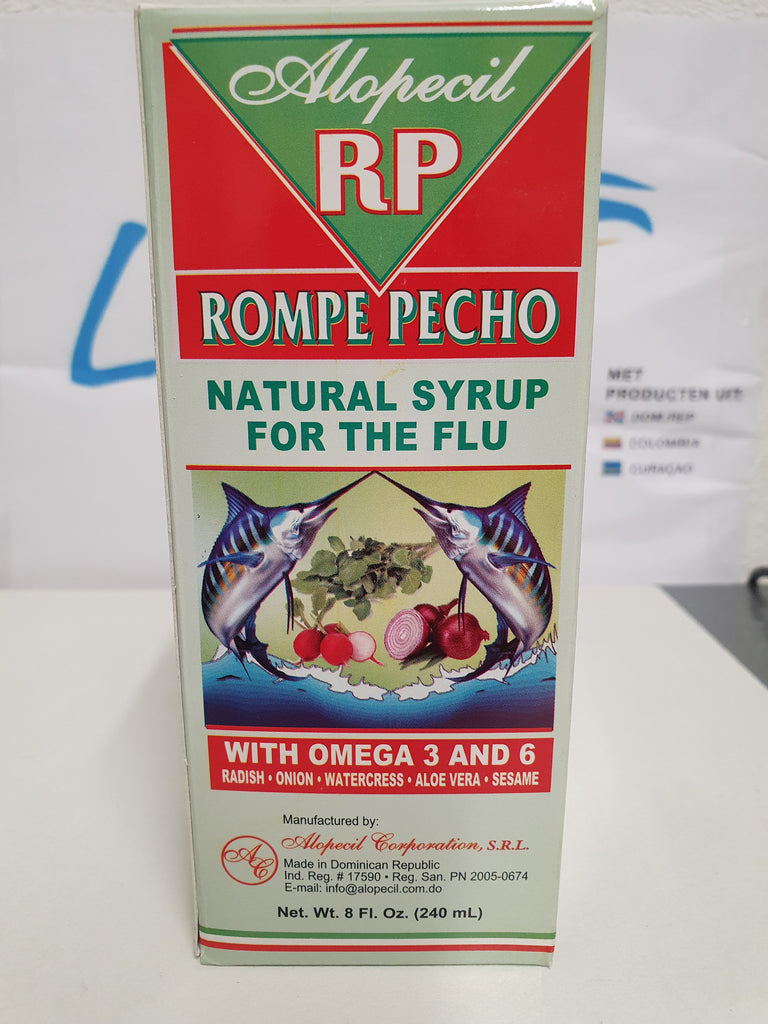 Alopecil
RP
ROMPE PECHO
NATURAL SYRUP
FOR THE FLU
WITH OMEGA 3 AND 6
RADISH • ONION • WATERCRESS • ALOE VERA • SESAME
Manufactured by:
AC
Alopecil Corporation, S.R.L.
Made in Dominican Republic
Ind. Reg. # 17590 • Reg. San. PN 2005-0674
E-mail: info@alopecil.com.do
Net. Wt. 8 Fl. Oz. (240 mL)
MET
PRODUCTEN UIT:
DOM.REP
COLOMBIA
CURAÇAO